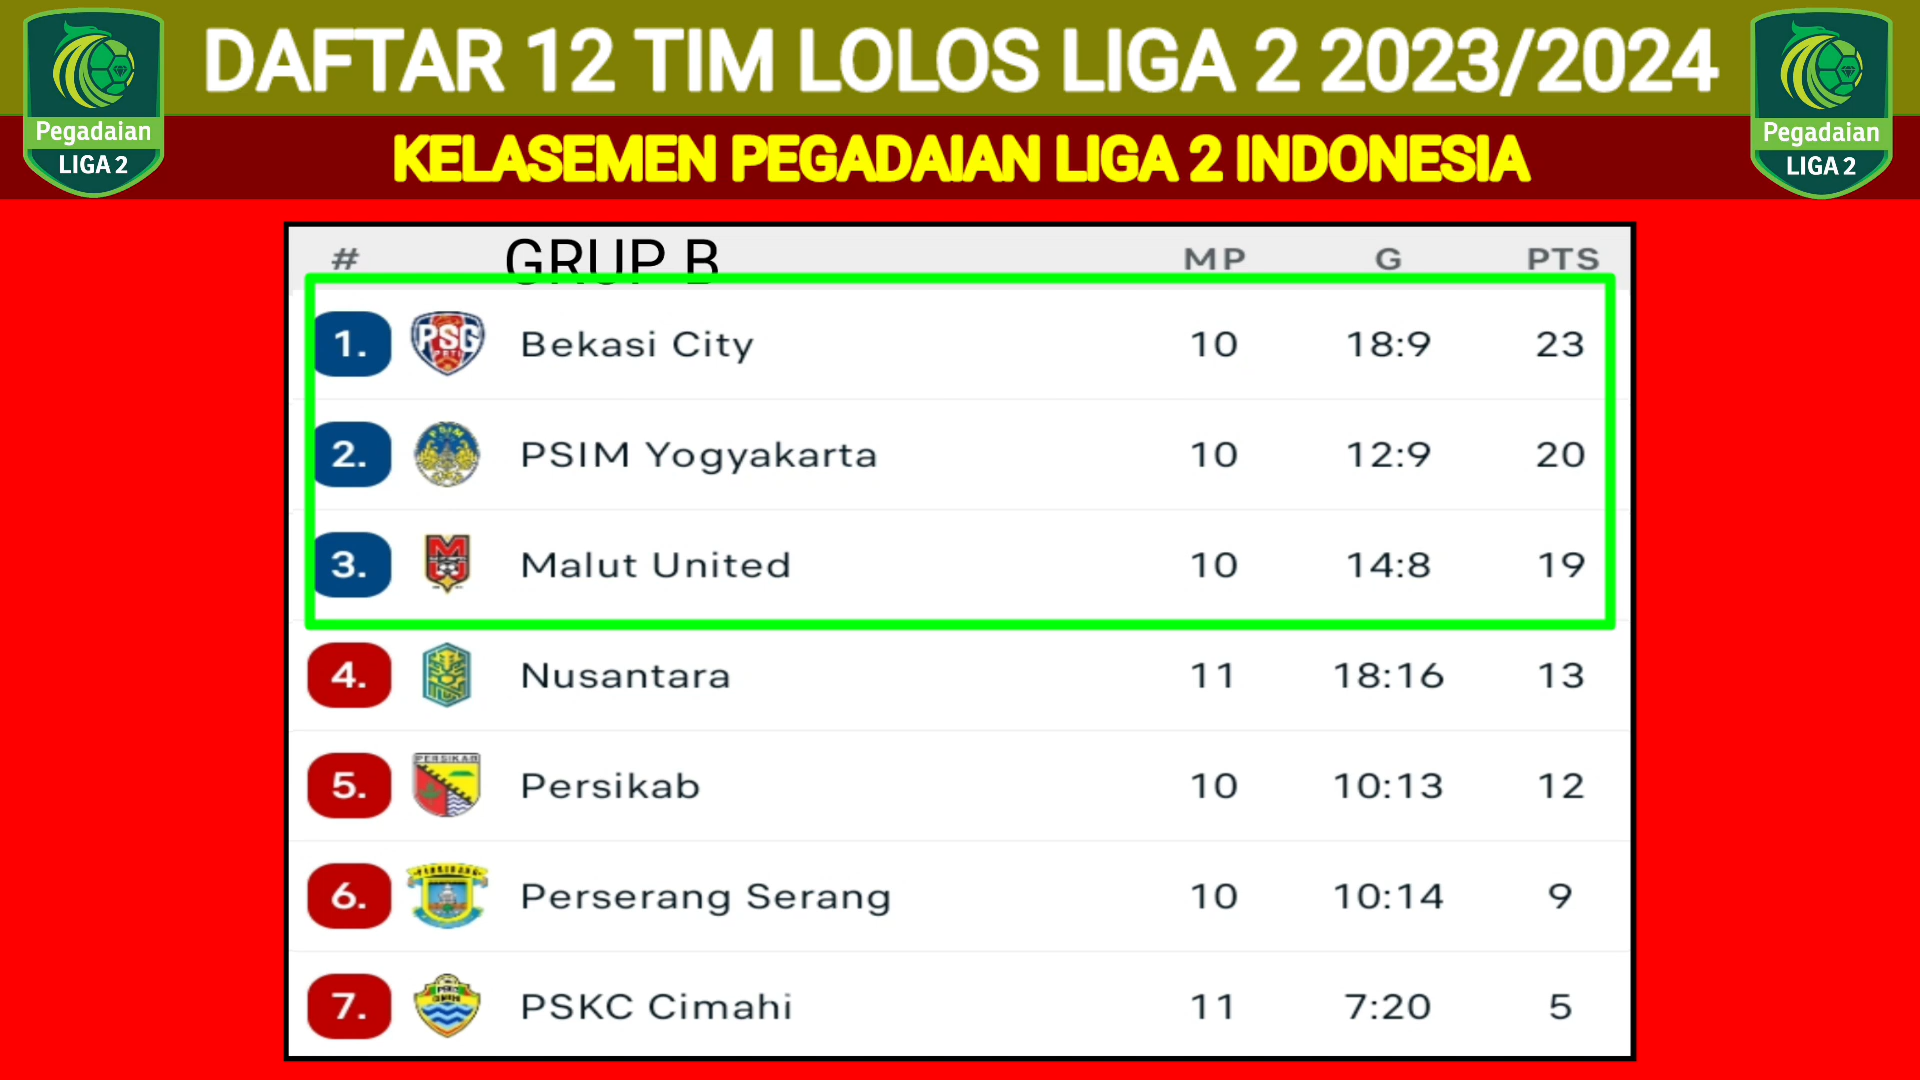 DAFTAR 12 TIM LOLOS LIGA 2 2023/2024
KELASEMEN PEGADAIAN LIGA 2 INDONESIA
Pegadaian
LIGA 2
Pegadaian
LIGA 2
# GRUP B MP G PTS
1. PSG Bekasi City 10 18:9 23
2. PSIM PSIM Yogyakarta 10 12:9 20
3. Malut United 10 14:8 19
4. Nusantara 11 18:16 13
5. PERSIKAB Persikab 10 10:13 12
6. Perserang Serang 10 10:14 9
7. PSKC Cimahi 11 7:20 5